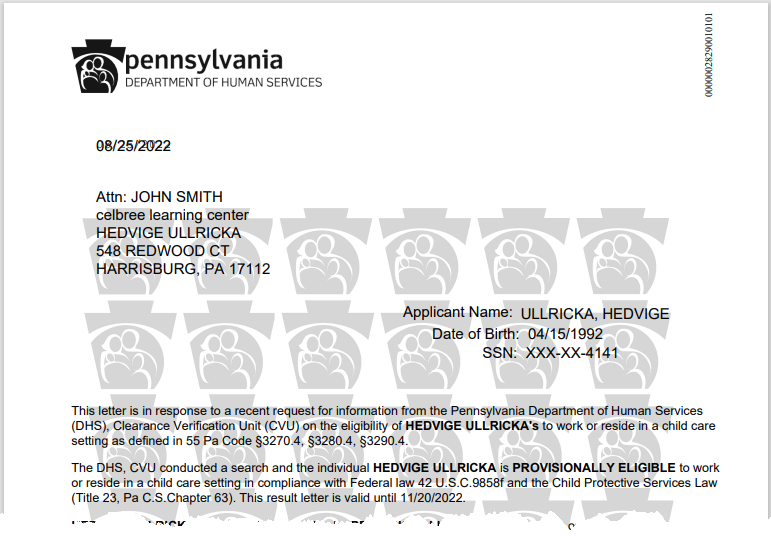 pennsylvania
DEPARTMENT OF HUMAN SERVICES
00000028290010101
08/25/2022
Attn: JOHN SMITH
celbree learning center
HEDVIGE ULLRICKA
548 REDWOOD CT
HARRISBURG, PA 17112
Applicant Name: ULLRICKA, HEDVIGE
Date of Birth: 04/15/1992
SSN: XXX-XX-4141
This letter is in response to a recent request for information from the Pennsylvania Department of Human Services
(DHS), Clearance Verification Unit (CVU) on the eligibility of HEDVIGE ULLRICKA's to work or reside in a child care
setting as defined in 55 Pa Code §3270.4, §3280.4, §3290.4.
The DHS, CVU conducted a search and the individual HEDVIGE ULLRICKA is PROVISIONALLY ELIGIBLE to work
or reside in a child care setting in compliance with Federal law 42 U.S.C.9858f and the Child Protective Services Law
(Title 23, Pa C.S.Chapter 63). This result letter is valid until 11/20/2022.